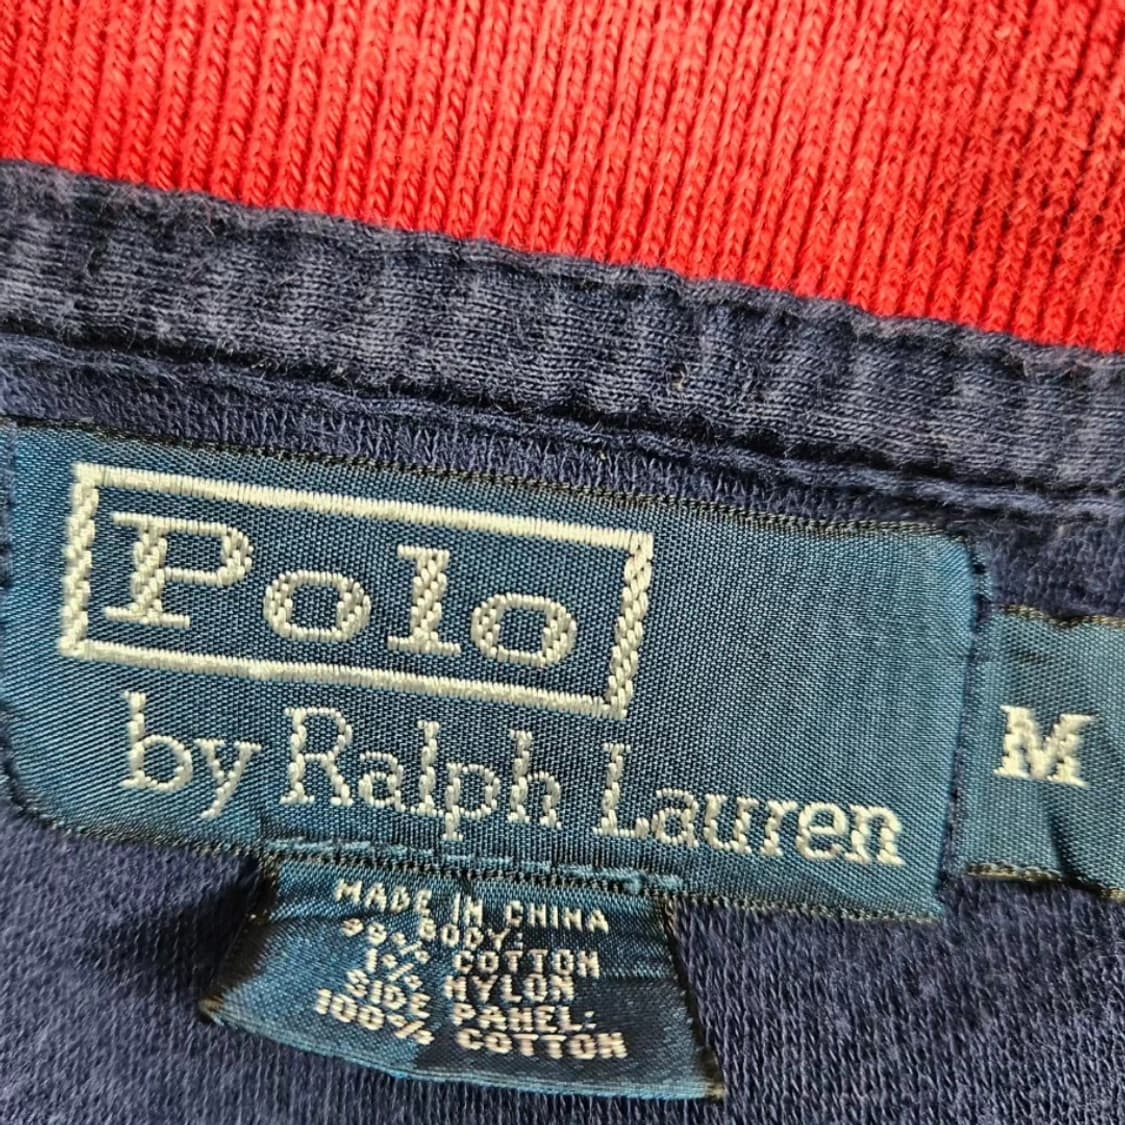 Polo
by Ralph Lauren
M
MADE IN CHINA
BODY:
99% COTTON
1% NYLON
SIDE PANEL:
100% COTTON